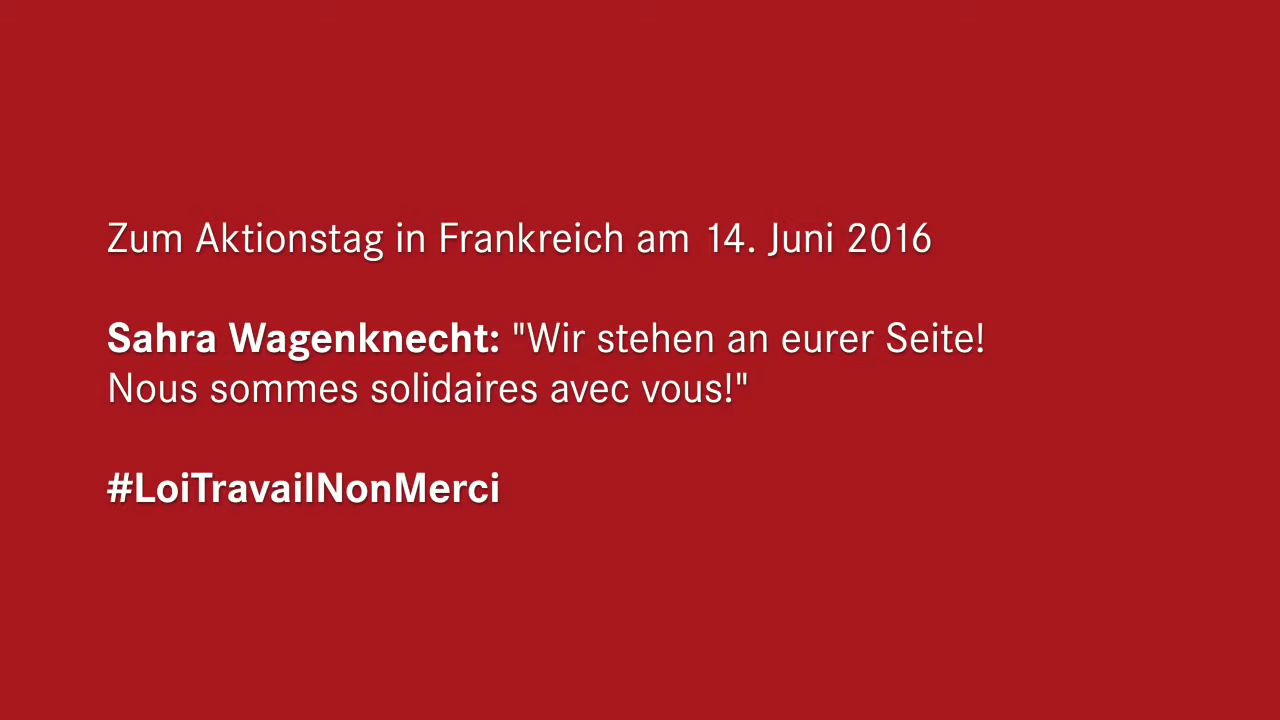 Zum Aktionstag in Frankreich am 14. Juni 2016
Sahra Wagenknecht: "Wir stehen an eurer Seite!
Nous sommes solidaires avec vous!"
#LoiTravailNonMerci